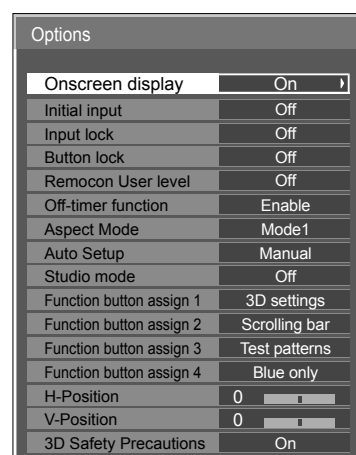 Options
Onscreen display On
Initial input Off
Input lock Off
Button lock Off
Remocon User level Off
Off-timer function Enable
Aspect Mode Mode1
Auto Setup Manual
Studio mode Off
Function button assign 1 3D settings
Function button assign 2 Scrolling bar
Function button assign 3 Test patterns
Function button assign 4 Blue only
H-Position 0
V-Position 0
3D Safety Precautions On